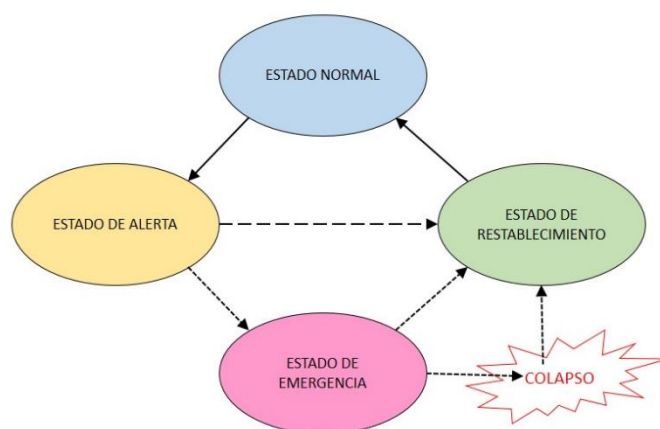 ESTADO NORMAL
ESTADO DE ALERTA
ESTADO DE
RESTABLECIMIENTO
ESTADO DE
EMERGENCIA
COLAPSO